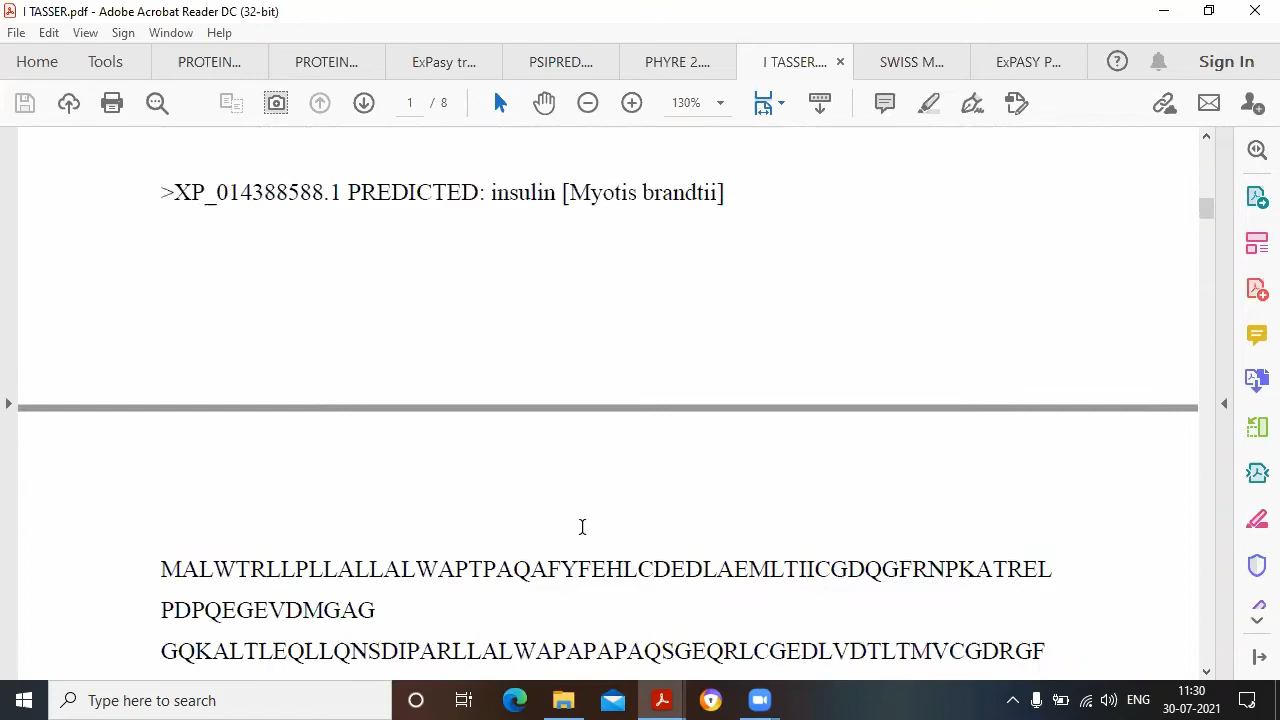 I TASSER.pdf - Adobe Acrobat Reader DC (32-bit)
File Edit View Sign Window Help
Home Tools PROTEIN... PROTEIN... ExPasy tr... PSIPRED.... PHYRE 2.... I TASSER.... SWISS M... ExPASY P... Sign In
1 / 8 130%
>XP_014388588.1 PREDICTED: insulin [Myotis brandtii]
MALWTRLLPLLALLALWAPTPAQAFYFEHLCDEDLAEMLTIICGDQGFRNPKATREL
PDPQEGEVDMGAG
GQKALTLEQLLQNSDIPARLLALWAPAPAPAQSGEQRLCGEDLVDTLTMVCGDRGF
Type here to search
ENG
11:30
30-07-2021